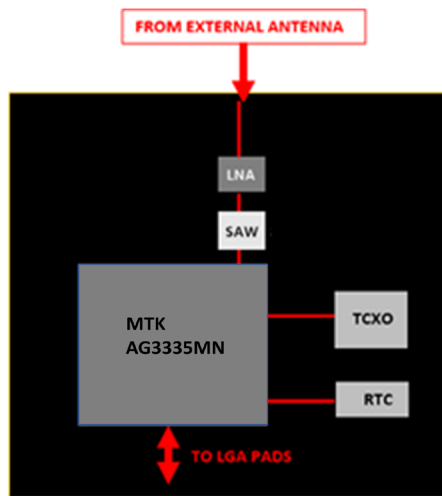 FROM EXTERNAL ANTENNA
LNA
SAW
MTK
AG3335MN
TCXO
RTC
TO LGA PADS